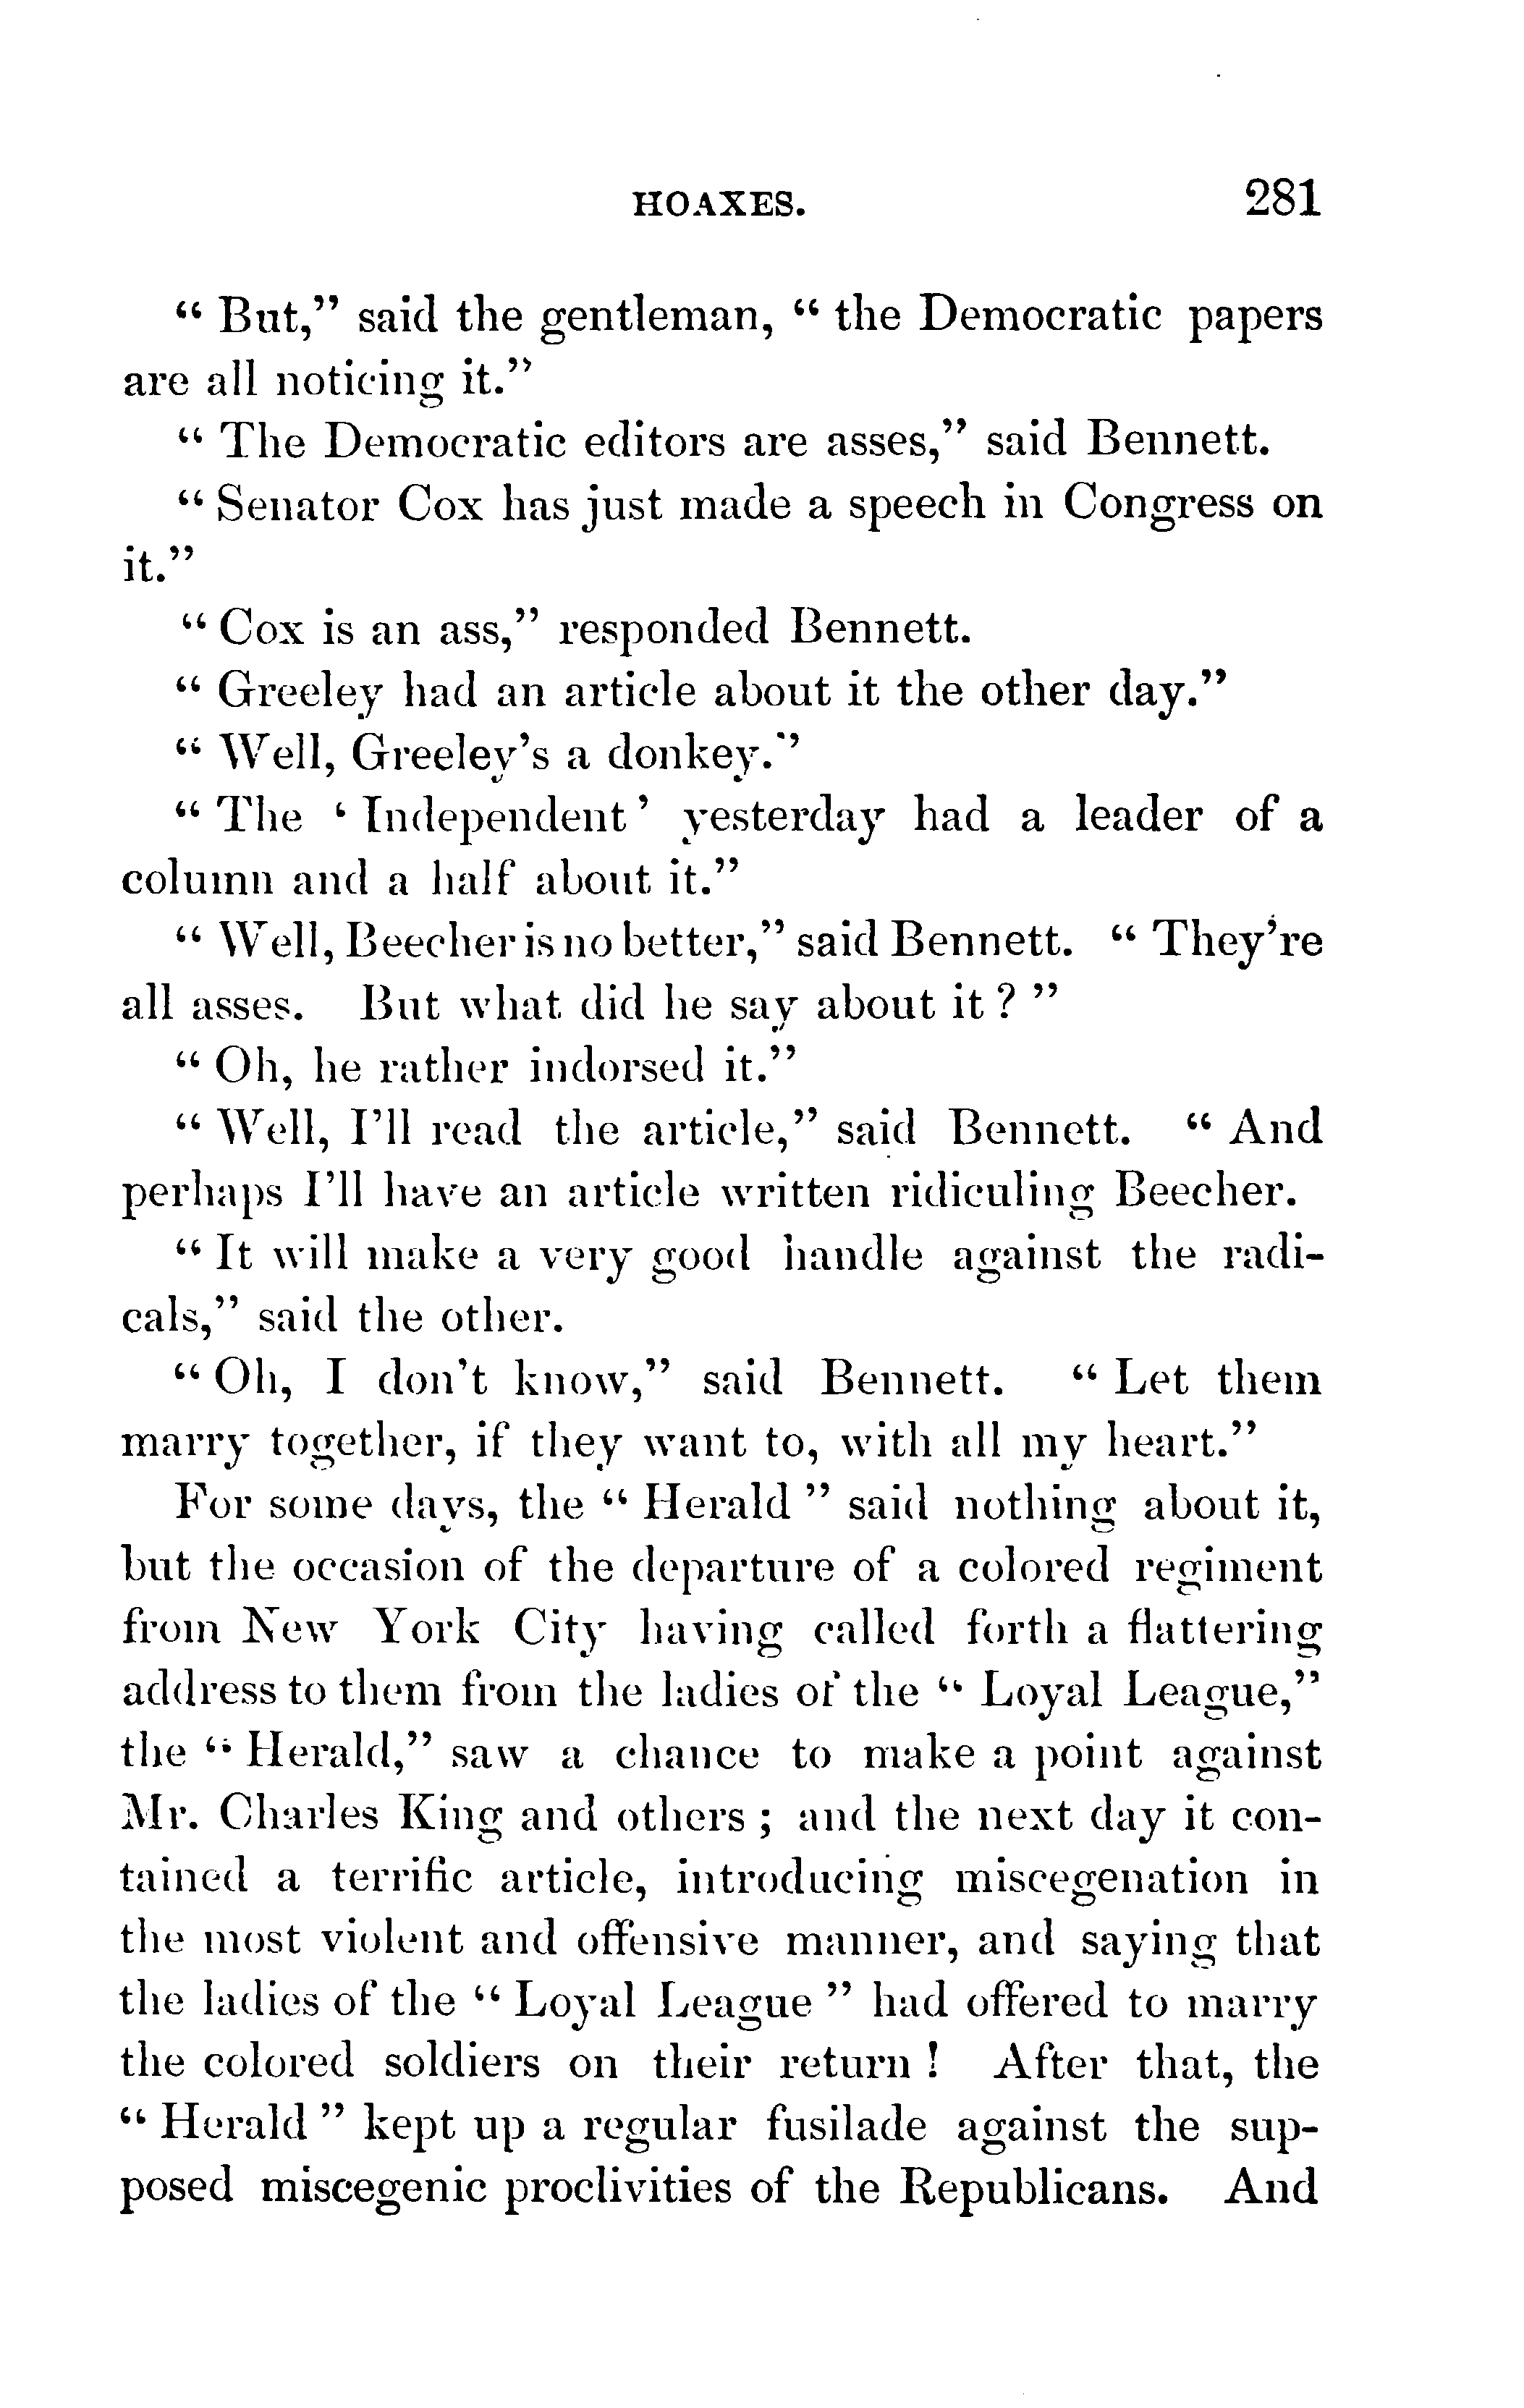 HOAXES. 281
“ But,” said the gentleman, “ the Democratic papers
are all noticing it.”
“ The Democratic editors are asses,” said Bennett.
“ Senator Cox has just made a speech in Congress on
it.”
“ Cox is an ass,” responded Bennett.
“ Greeley had an article about it the other day.”
“ Well, Greeley’s a donkey.”
“ The ‘ Independent ’ yesterday had a leader of a
column and a half about it.”
“ Well, Beecher is no better,” said Bennett. “ They’re
all asses. But what did he say about it ? ”
“ Oh, he rather indorsed it.”
“ Well, I’ll read the article,” said Bennett. “ And
perhaps I’ll have an article written ridiculing Beecher.
“ It will make a very good handle against the radi-
cals,” said the other.
“ Oh, I don’t know,” said Bennett. “ Let them
marry together, if they want to, with all my heart.”
For some days, the “ Herald ” said nothing about it,
but the occasion of the departure of a colored regiment
from New York City having called forth a flattering
address to them from the ladies of the “ Loyal League,”
the “ Herald,” saw a chance to make a point against
Mr. Charles King and others ; and the next day it con-
tained a terrific article, introducing miscegenation in
the most violent and offensive manner, and saying that
the ladies of the “ Loyal League ” had offered to marry
the colored soldiers on their return ! After that, the
“ Herald ” kept up a regular fusilade against the sup-
posed miscegenic proclivities of the Republicans. And